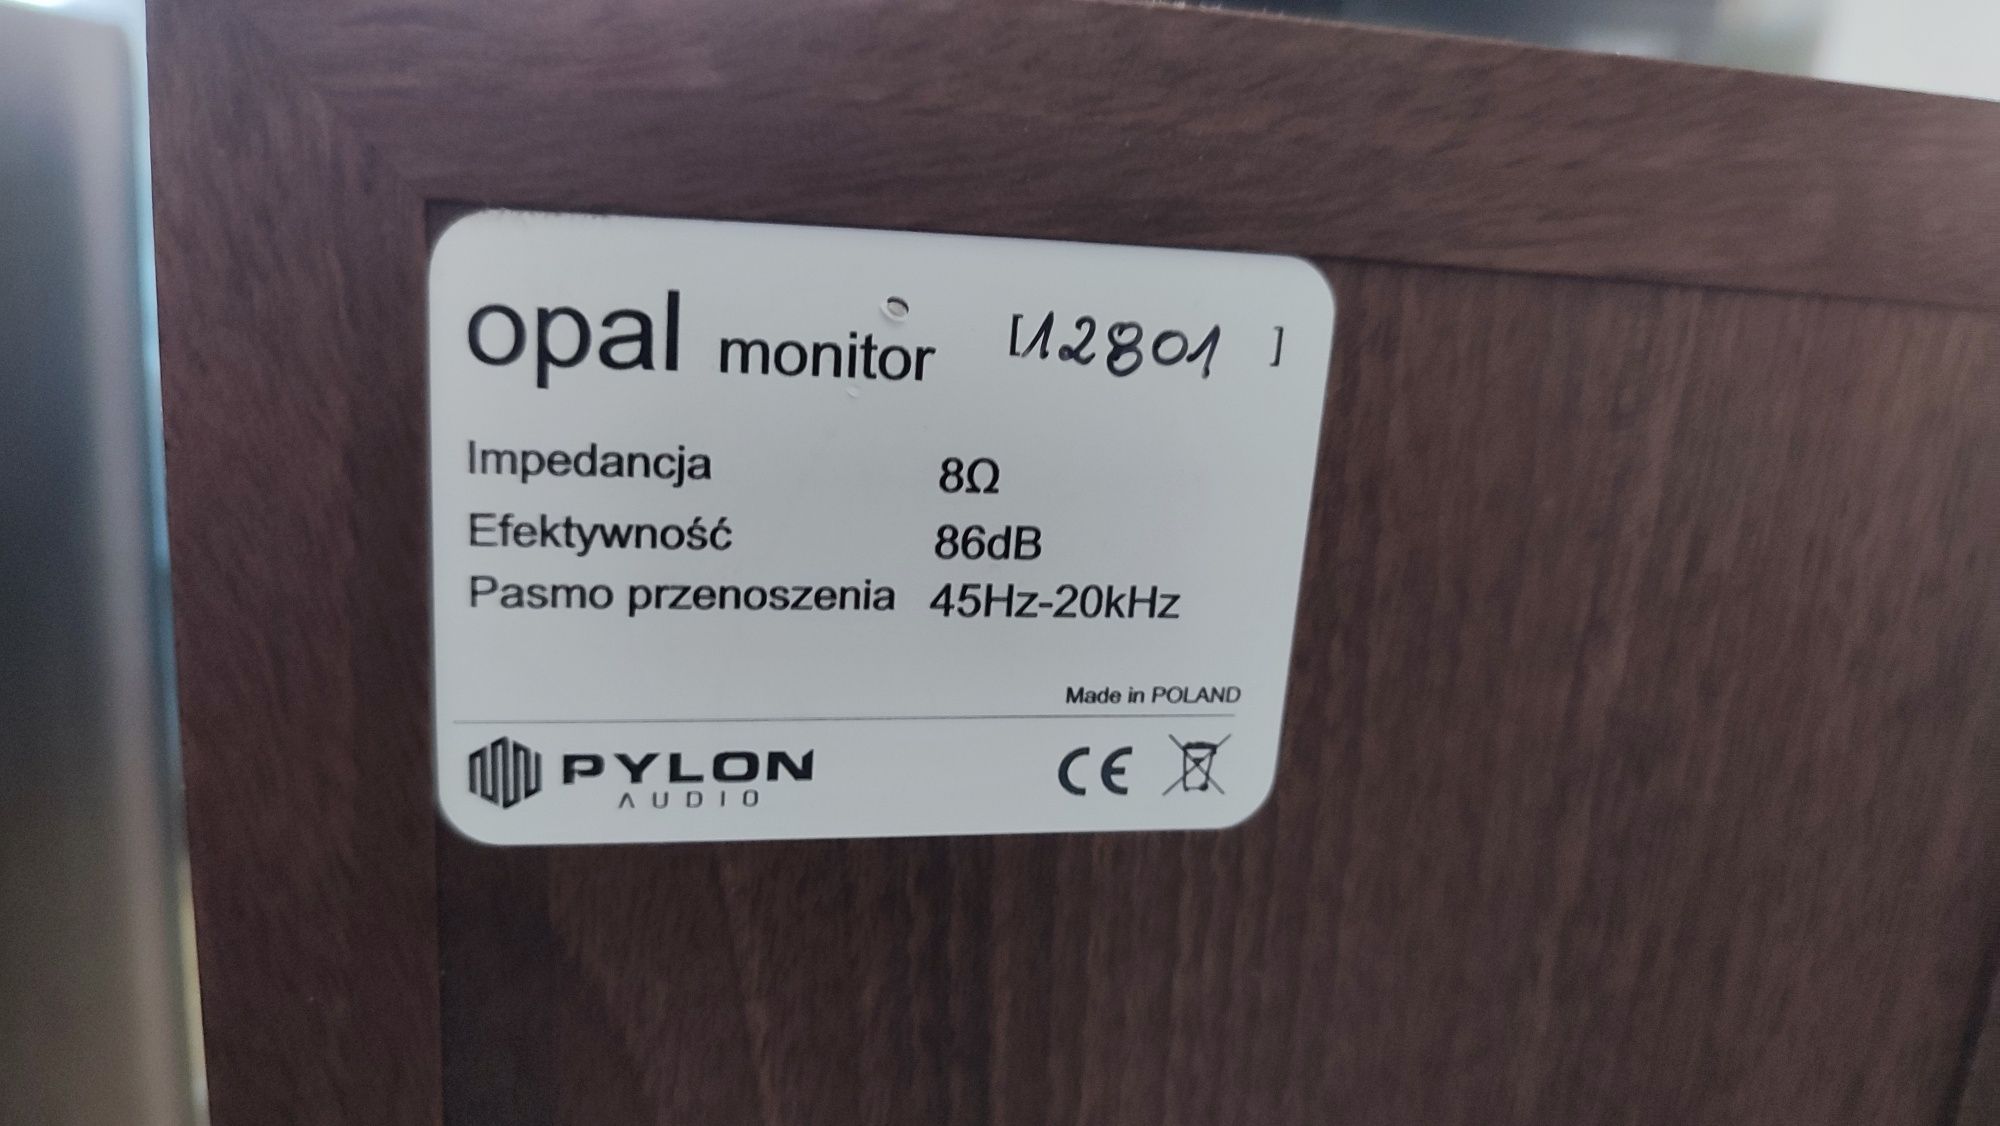 opal monitor [12801 ]
Impedancja 8Ω
Efektywność 86dB
Pasmo przenoszenia 45Hz-20kHz
Made in POLAND
PYLON
AUDIO
CE